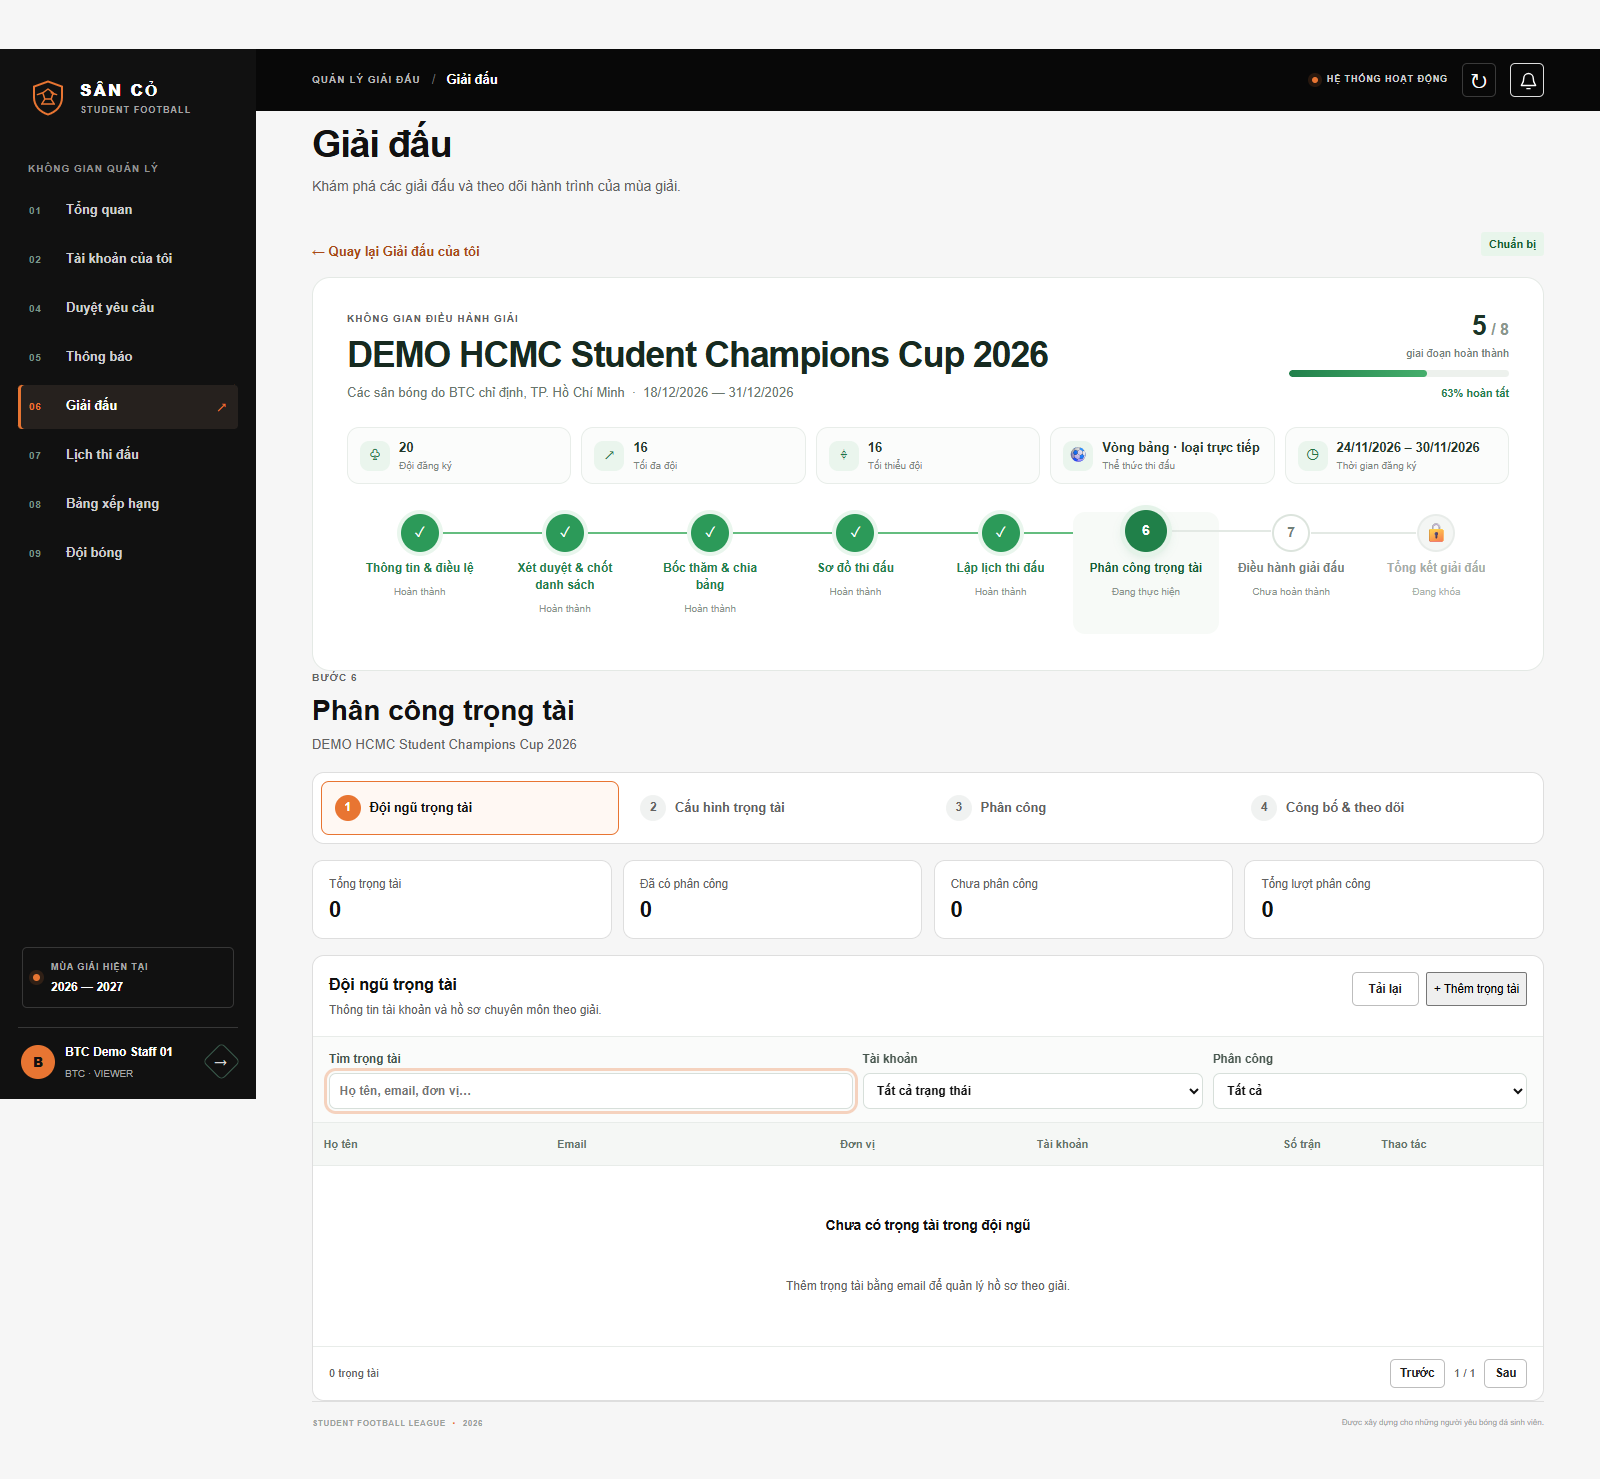 SÂN CỎ
STUDENT FOOTBALL
KHÔNG GIAN QUẢN LÝ
01 Tổng quan
02 Tài khoản của tôi
04 Duyệt yêu cầu
05 Thông báo
06 Giải đấu ↗
07 Lịch thi đấu
08 Bảng xếp hạng
09 Đội bóng
MÙA GIẢI HIỆN TẠI
2026 — 2027
B
BTC Demo Staff 01
BTC · VIEWER
→
QUẢN LÝ GIẢI ĐẤU / Giải đấu
HỆ THỐNG HOẠT ĐỘNG
Giải đấu
Khám phá các giải đấu và theo dõi hành trình của mùa giải.
← Quay lại Giải đấu của tôi
Chuẩn bị
KHÔNG GIAN ĐIỀU HÀNH GIẢI
DEMO HCMC Student Champions Cup 2026
Các sân bóng do BTC chỉ định, TP. Hồ Chí Minh · 18/12/2026 — 31/12/2026
5 / 8
giai đoạn hoàn thành
63% hoàn tất
20
Đội đăng ký
16
Tối đa đội
16
Tối thiểu đội
Vòng bảng · loại trực tiếp
Thể thức thi đấu
24/11/2026 – 30/11/2026
Thời gian đăng ký
✓
Thông tin & điều lệ
Hoàn thành
✓
Xét duyệt & chốt
danh sách
Hoàn thành
✓
Bốc thăm & chia
bảng
Hoàn thành
✓
Sơ đồ thi đấu
Hoàn thành
✓
Lập lịch thi đấu
Hoàn thành
6
Phân công trọng tài
Đang thực hiện
7
Điều hành giải đấu
Chưa hoàn thành
Tổng kết giải đấu
Đang khóa
BƯỚC 6
Phân công trọng tài
DEMO HCMC Student Champions Cup 2026
1 Đội ngũ trọng tài
2 Cấu hình trọng tài
3 Phân công
4 Công bố & theo dõi
Tổng trọng tài
0
Đã có phân công
0
Chưa phân công
0
Tổng lượt phân công
0
Đội ngũ trọng tài
Thông tin tài khoản và hồ sơ chuyên môn theo giải.
Tải lại
+ Thêm trọng tài
Tìm trọng tài
Họ tên, email, đơn vị...
Tài khoản
Tất cả trạng thái
Phân công
Tất cả
Họ tên Email Đơn vị Tài khoản Số trận Thao tác
Chưa có trọng tài trong đội ngũ
Thêm trọng tài bằng email để quản lý hồ sơ theo giải.
0 trọng tài
Trước 1 / 1 Sau
STUDENT FOOTBALL LEAGUE · 2026
Được xây dựng cho những người yêu bóng đá sinh viên.